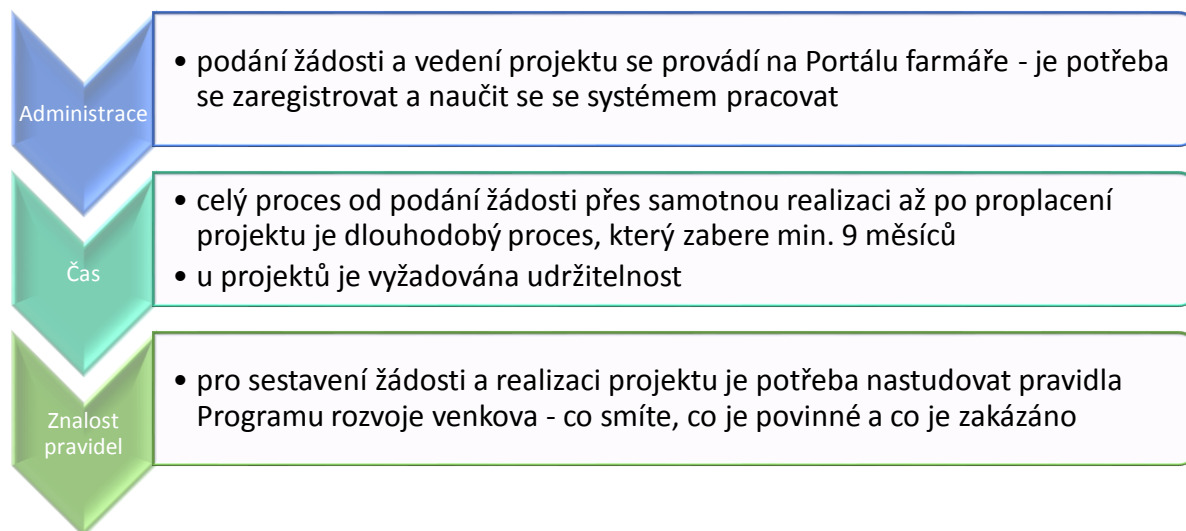 Administrace
• podání žádosti a vedení projektu se provádí na Portálu farmáře - je potřeba
se zaregistrovat a naučit se se systémem pracovat
Čas
• celý proces od podání žádosti přes samotnou realizaci až po proplacení
projektu je dlouhodobý proces, který zabere min. 9 měsíců
• u projektů je vyžadována udržitelnost
Znalost
pravidel
• pro sestavení žádosti a realizaci projektu je potřeba nastudovat pravidla
Programu rozvoje venkova - co smíte, co je povinné a co je zakázáno